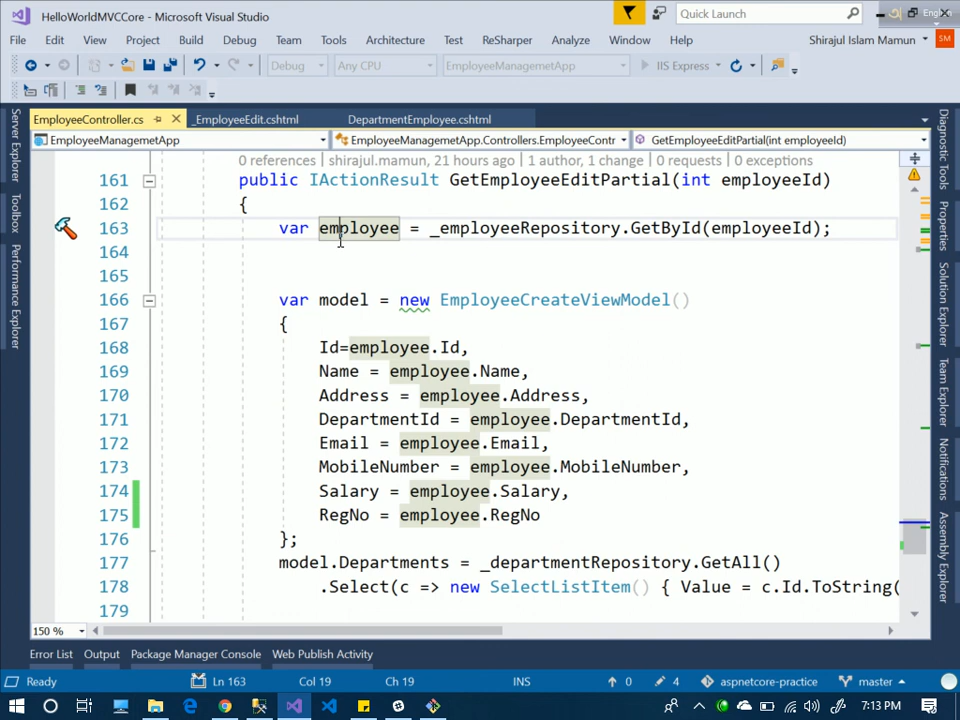 HelloWorldMVCCore - Microsoft Visual Studio
Quick Launch
English
File Edit View Project Build Debug Team Tools Architecture Test ReSharper Analyze Window Help
Shirajul Islam Mamun SM
Debug Any CPU EmployeeManagemetApp IIS Express
EmployeeController.cs _EmployeeEdit.cshtml DepartmentEmployee.cshtml
EmployeeManagemetApp EmployeeManagemetApp.Controllers.EmployeeContr GetEmployeeEditPartial(int employeeId)
Server Explorer
Toolbox
Performance Explorer
0 references | shirajul.mamun, 21 hours ago | 1 author, 1 change | 0 requests | 0 exceptions
161 public IActionResult GetEmployeeEditPartial(int employeeId)
162 {
163 var employee = _employeeRepository.GetById(employeeId);
164
165
166 var model = new EmployeeCreateViewModel()
167 {
168 Id=employee.Id,
169 Name = employee.Name,
170 Address = employee.Address,
171 DepartmentId = employee.DepartmentId,
172 Email = employee.Email,
173 MobileNumber = employee.MobileNumber,
174 Salary = employee.Salary,
175 RegNo = employee.RegNo
176 };
177 model.Departments = _departmentRepository.GetAll()
178 .Select(c => new SelectListItem() { Value = c.Id.ToString(
179
Diagnostic Tools
Properties
Solution Explorer
Team Explorer
Notifications
Assembly Explorer
150 %
Error List Output Package Manager Console Web Publish Activity
Ready Ln 163 Col 19 Ch 19 INS 0 4 aspnetcore-practice master
7:13 PM